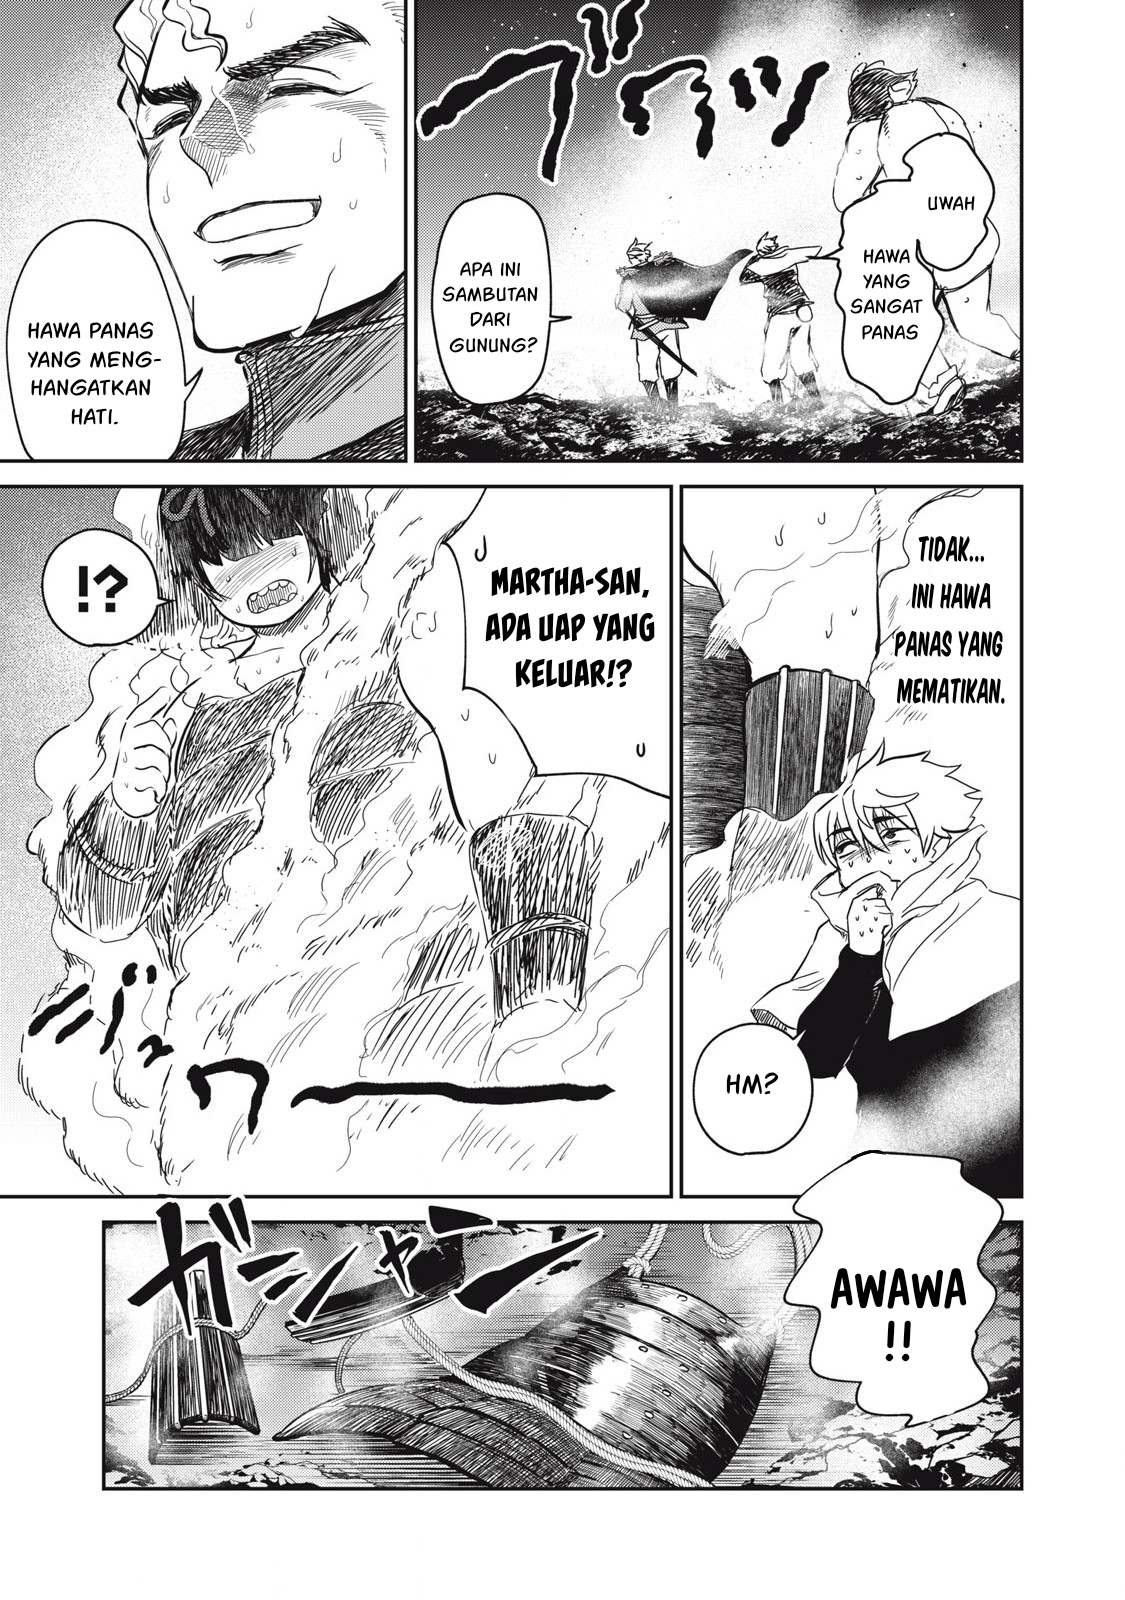 グワッ
UWAH
HAWA
YANG
SANGAT
PANAS
APA INI
SAMBUTAN
DARI
GUNUNG?
HAWA PANAS
YANG MENG-
HANGATKAN
HATI.
TIDAK...
INI HAWA
PANAS YANG
MEMATIKAN.
HM?
MARTHA-SAN,
ADA UAP YANG
KELUAR!?
!?
ジュワー
AWAWA
!!
ガシャン